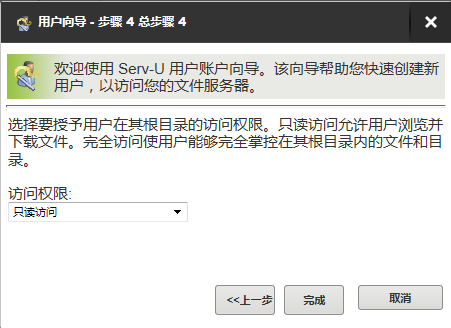 用户向导 - 步骤 4 总步骤 4
欢迎使用 Serv-U 用户账户向导。该向导帮助您快速创建新
用户，以访问您的文件服务器。
选择要授予用户在其根目录的访问权限。只读访问允许用户浏览并
下载文件。完全访问使用户能够完全掌控在其根目录内的文件和目
录。
访问权限:
只读访问
<<上一步 完成 取消